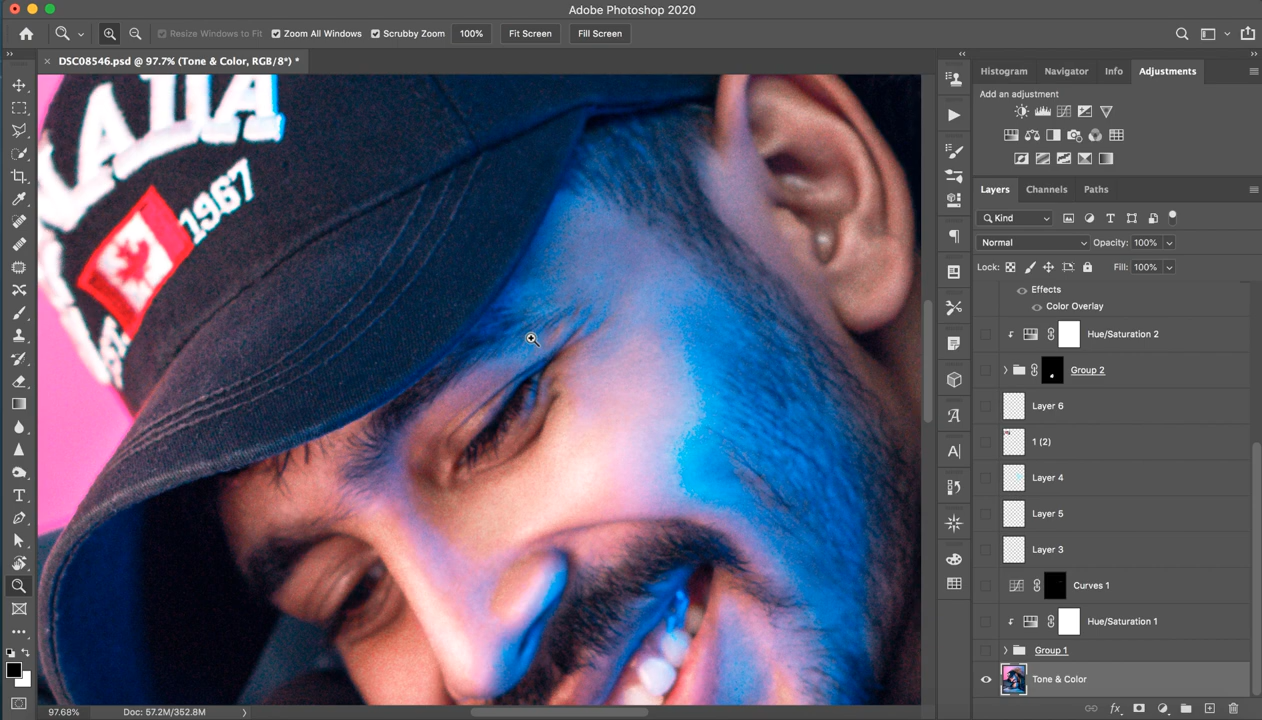 Adobe Photoshop 2020
Resize Windows to Fit
Zoom All Windows
Scrubby Zoom
100%
Fit Screen
Fill Screen
DSC08546.psd @ 97.7% (Tone & Color, RGB/8*) *
Histogram
Navigator
Info
Adjustments
Add an adjustment
Layers
Channels
Paths
Kind
Normal
Opacity: 100%
Lock:
Fill: 100%
Effects
Color Overlay
Hue/Saturation 2
Group 2
Layer 6
1 (2)
Layer 4
Layer 5
Layer 3
Curves 1
Hue/Saturation 1
Group 1
Tone & Color
1967
97.68%
Doc: 57.2M/352.8M